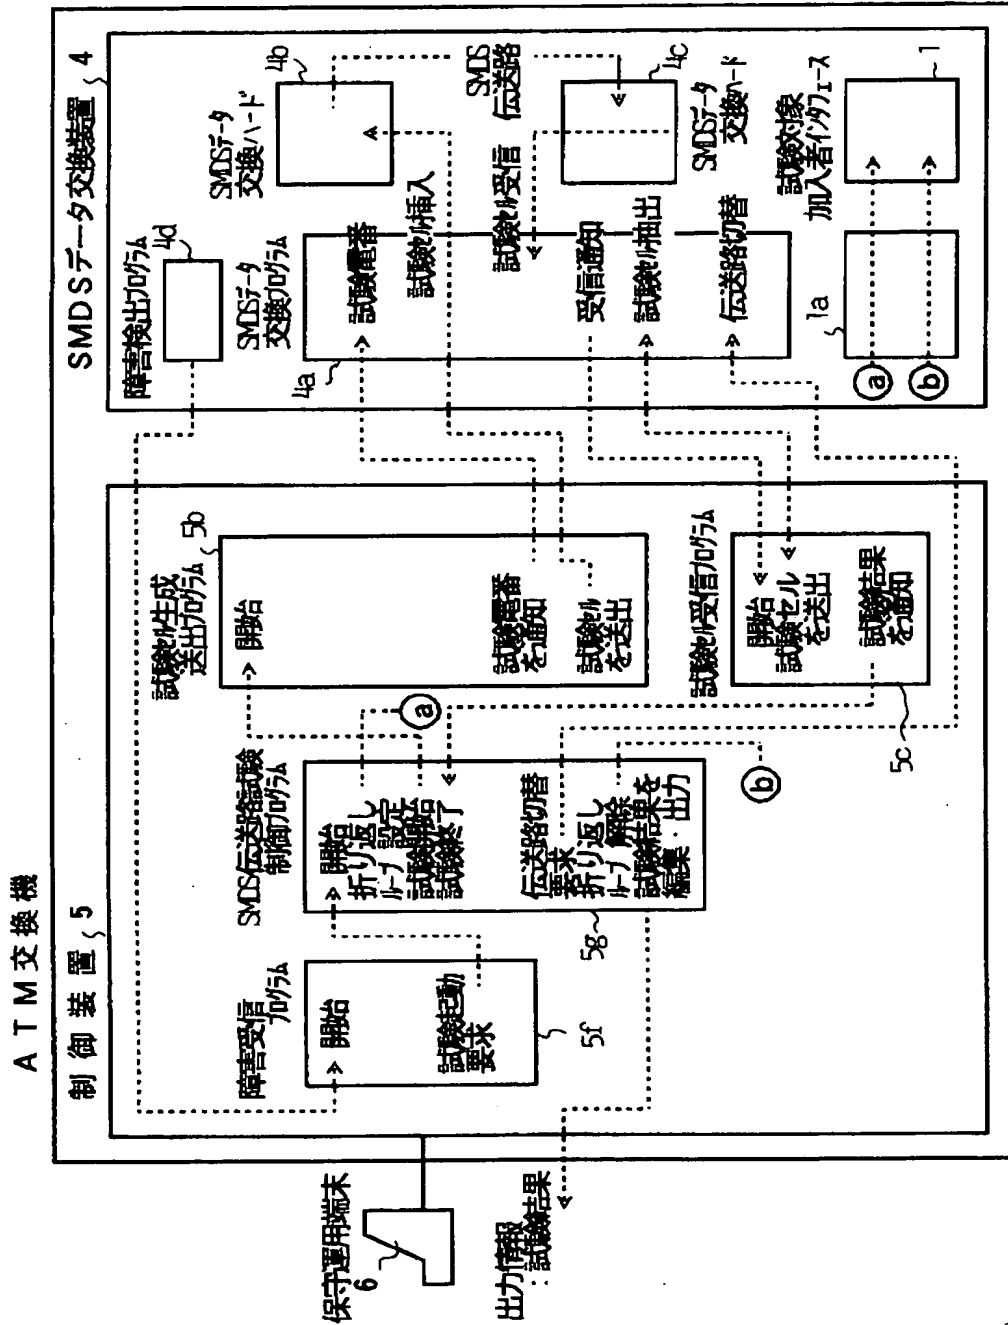 ATM交換機
制御装置 5
SMDSデータ交換装置 4
保守運用端末
6
出力情報
:試験結果
障害受信
プログラム
開始
試験起動
要求
5f
SMDS伝送路試験
制御プログラム
開始
折り返し
ループ設定
試験開始
試験終了
伝送路切替
要求
折り返し
ループ解除
試験結果を
編集・出力
5g
a
b
試験セル生成
送出プログラム
5b
開始
試験電番
を通知
試験セル
を送出
試験セル受信プログラム
開始
試験セル
を送出
試験結果
を通知
5c
障害検出プログラム
4d
SMDSデータ
交換プログラム
4a
試験電番
試験セル挿入
試験セル受信
受信通知
試験セル抽出
伝送路切替
SMDSデータ
交換ハード
4b
SMDS
伝送路
4c
SMDSデータ
交換ハード
試験対象
加入者インタフェース
1
1a
a
b